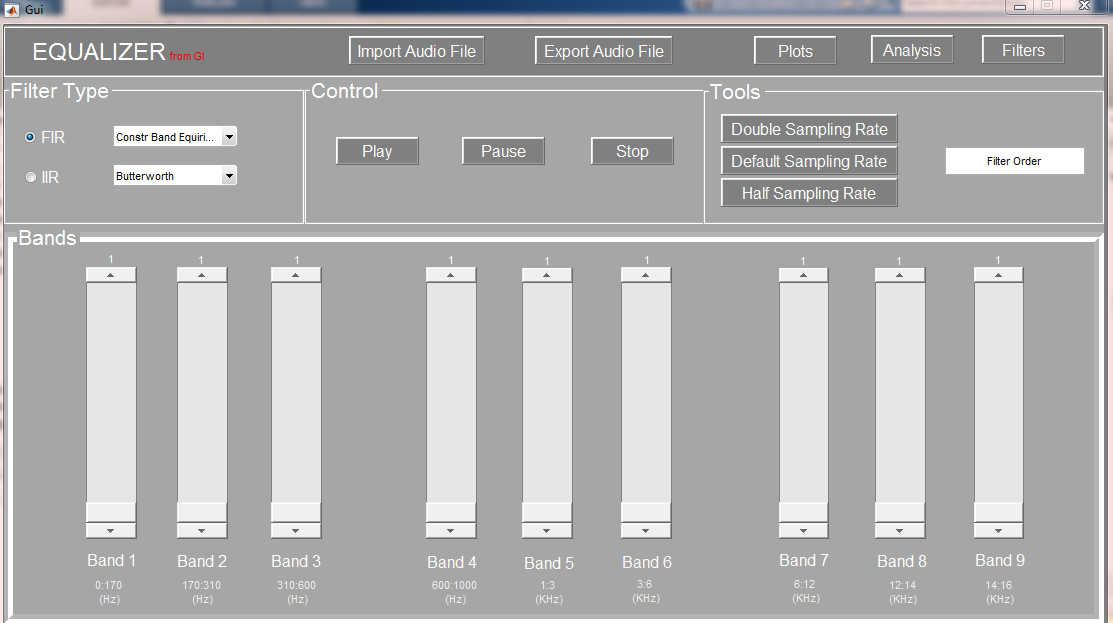 Gui
EQUALIZER from GI
Import Audio File
Export Audio File
Plots
Analysis
Filters
Filter Type
FIR
Constr Band Equiri...
IIR
Butterworth
Control
Play
Pause
Stop
Tools
Double Sampling Rate
Default Sampling Rate
Half Sampling Rate
Filter Order
Bands
1 1 1 1 1 1 1 1 1
Band 1 Band 2 Band 3 Band 4 Band 5 Band 6 Band 7 Band 8 Band 9
0:170 170:310 310:600 600:1000 1:3 3:6 6:12 12:14 14:16
(Hz) (Hz) (Hz) (Hz) (KHz) (KHz) (KHz) (KHz) (KHz)